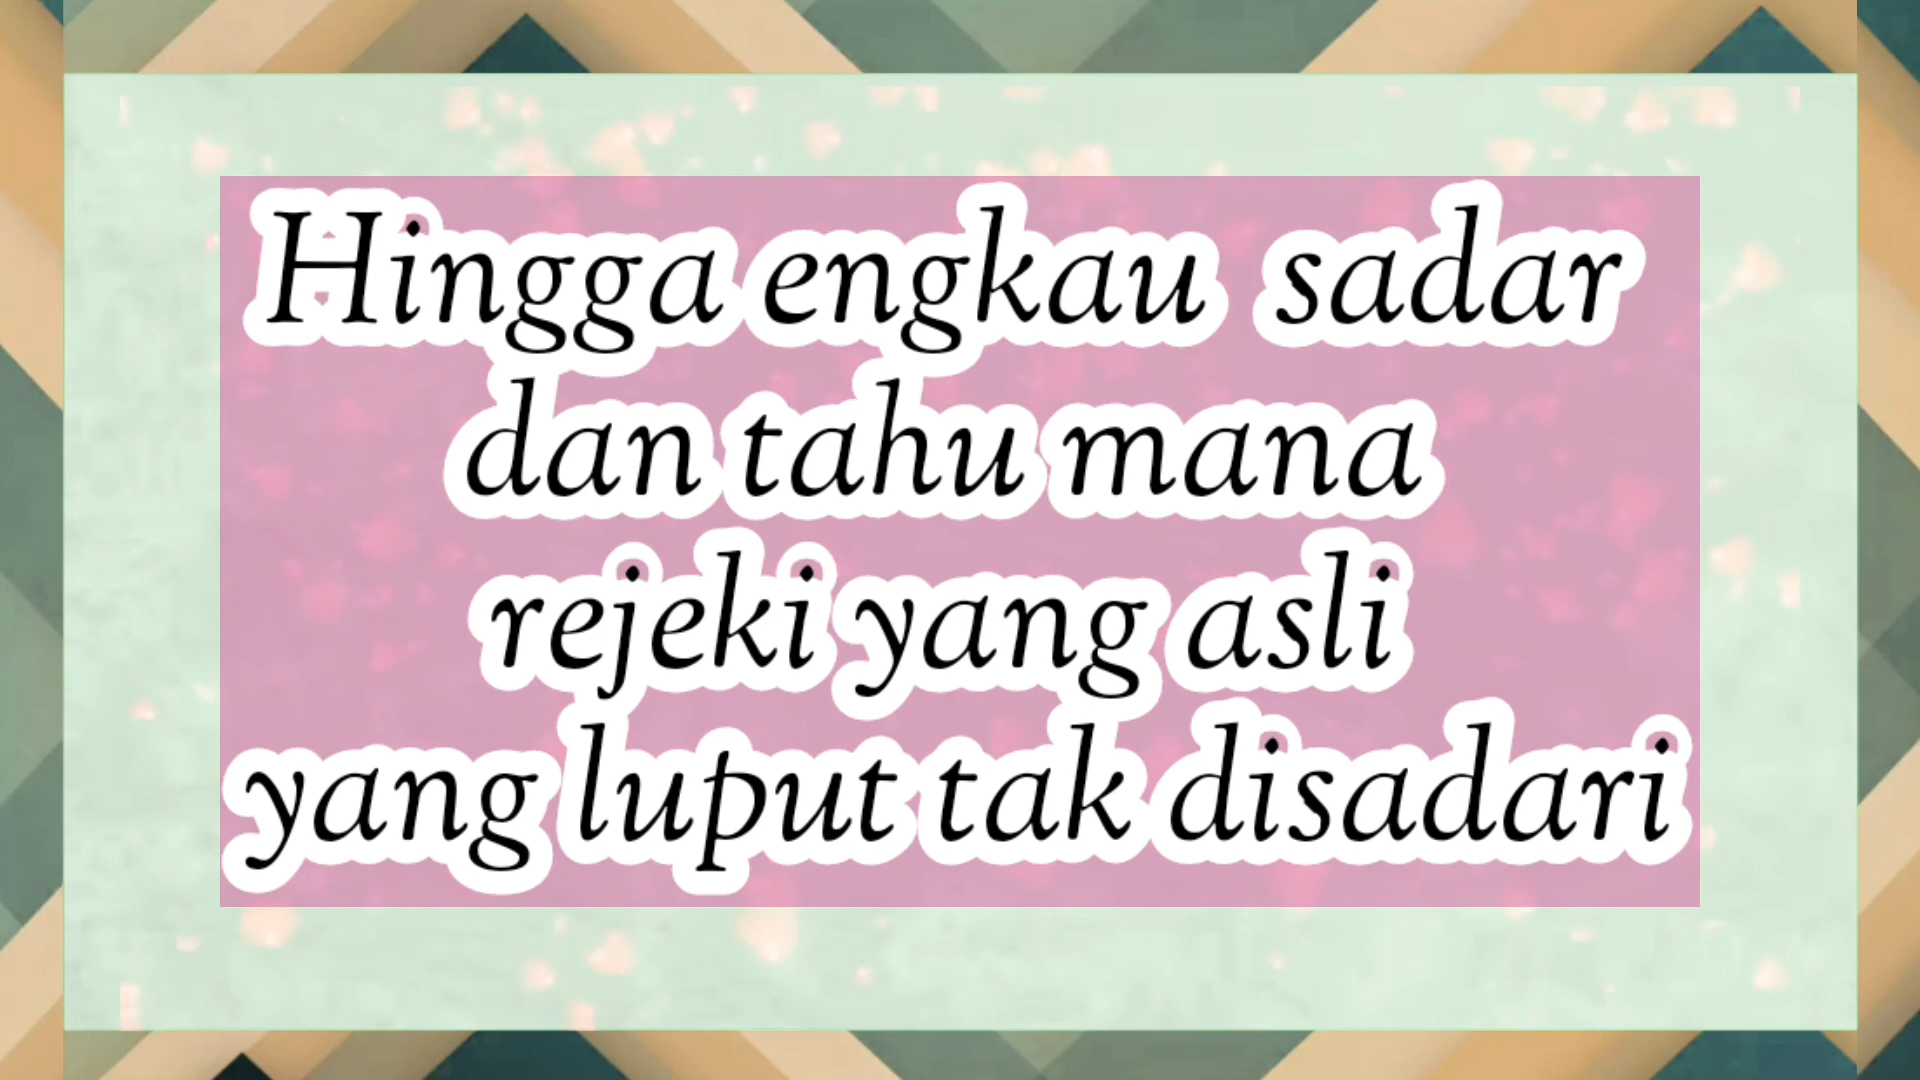 Hingga engkau  sadar
dan tahu mana
rejeki yang asli
yang luput tak disadari